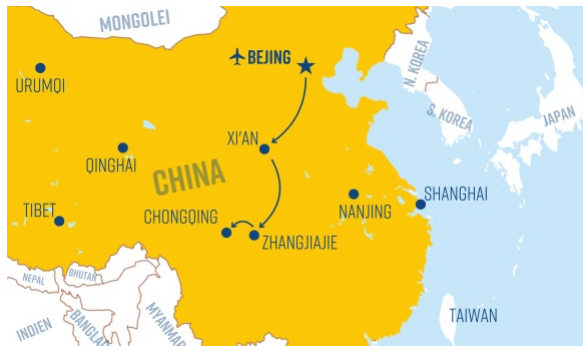 MONGOLEI
BEJING
URUMQI
N. KOREA
S. KOREA
JAPAN
XI'AN
QINGHAI
CHINA
TIBET
CHONGQING
ZHANGJIAJIE
NANJING
SHANGHAI
NEPAL
BHUTAN
INDIEN
BANGLAD
MYANMAR
TAIWAN